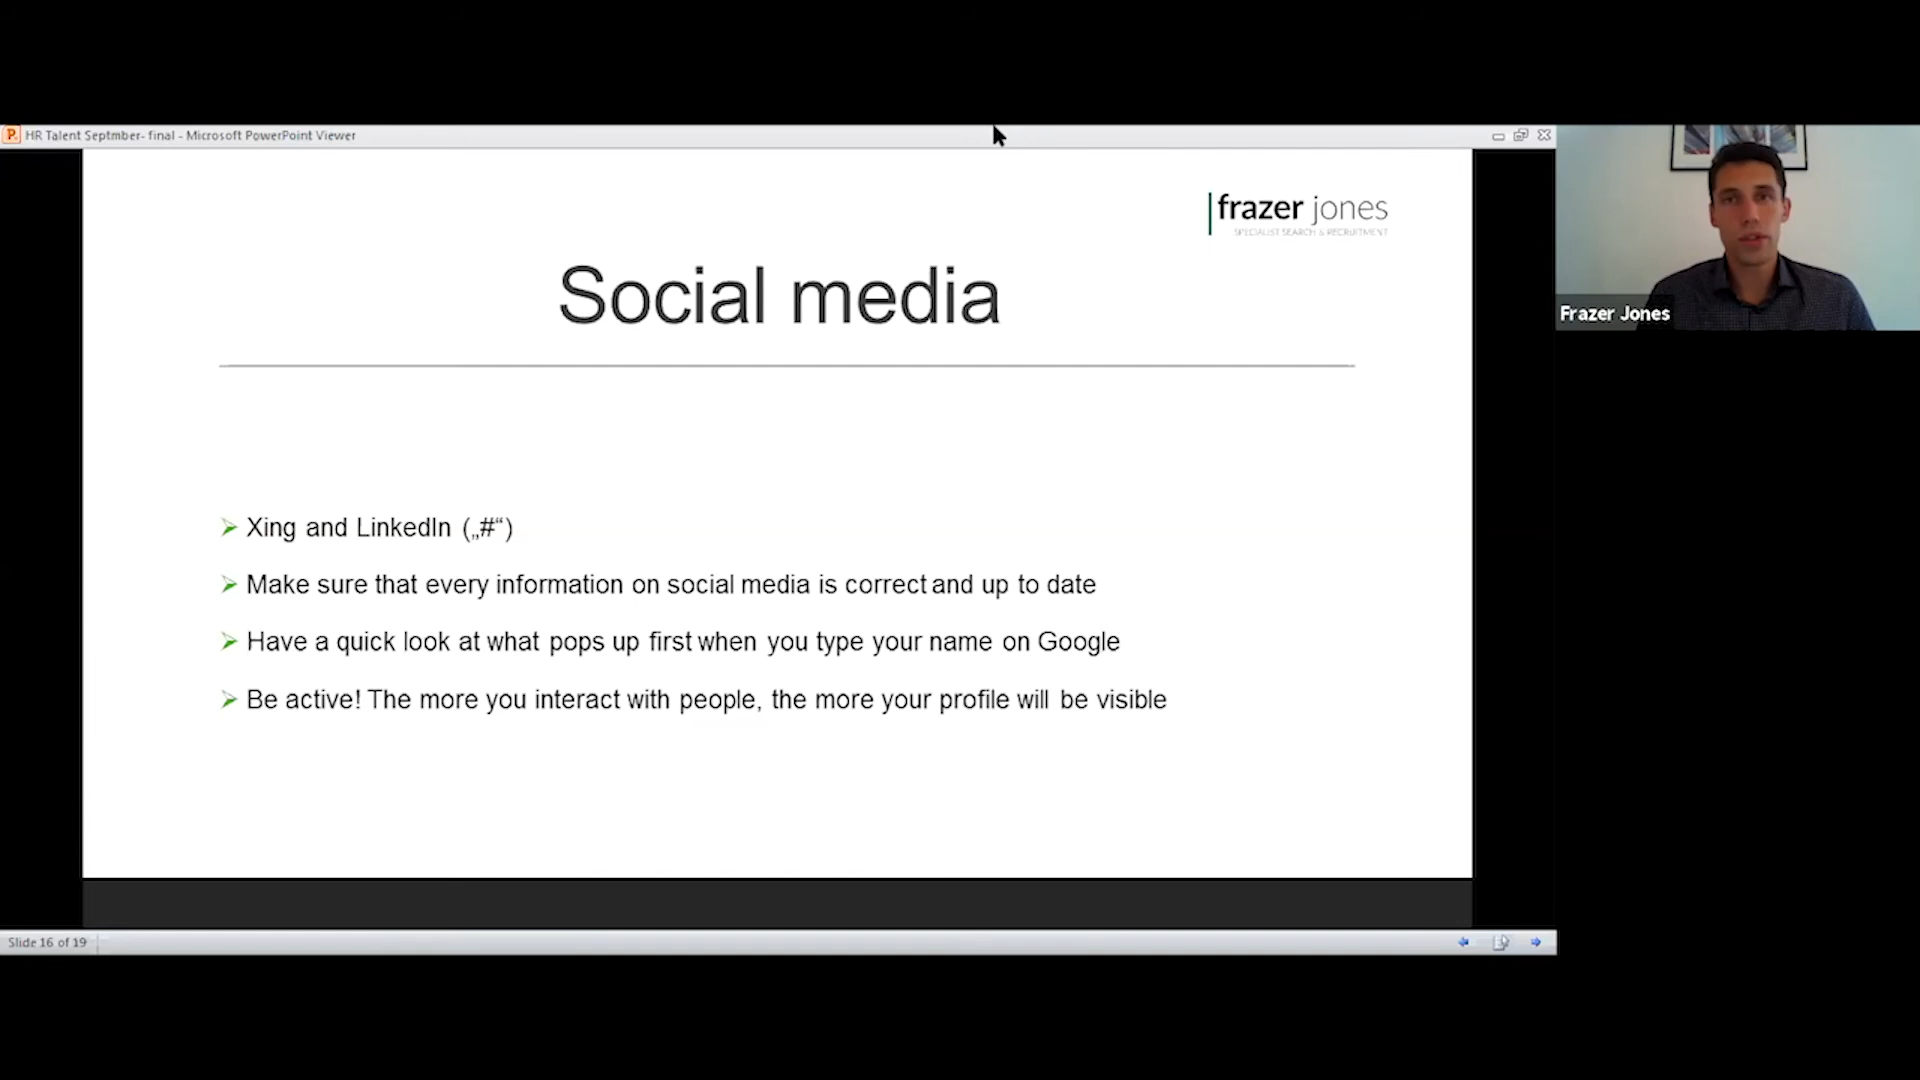 HR Talent Septmber- final - Microsoft PowerPoint Viewer
frazer jones
SPECIALIST SEARCH & RECRUITMENT
Social media
Xing and LinkedIn („#“)
Make sure that every information on social media is correct and up to date
Have a quick look at what pops up first when you type your name on Google
Be active! The more you interact with people, the more your profile will be visible
Frazer Jones
Slide 16 of 19